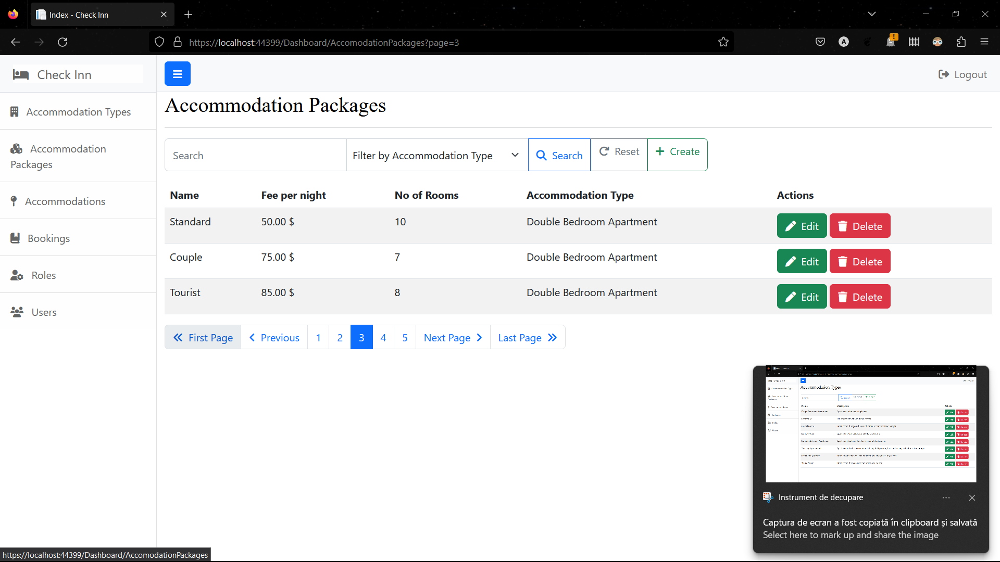 Index - Check Inn
https://localhost:44399/Dashboard/AccomodationPackages?page=3
Check Inn
Logout
Accommodation Types
Accommodation
Packages
Accommodations
Bookings
Roles
Users
Accommodation Packages
Search
Filter by Accommodation Type
Search
Reset
Create
Name Fee per night No of Rooms Accommodation Type Actions
Standard 50.00 $ 10 Double Bedroom Apartment Edit Delete
Couple 75.00 $ 7 Double Bedroom Apartment Edit Delete
Tourist 85.00 $ 8 Double Bedroom Apartment Edit Delete
First Page Previous 1 2 3 4 5 Next Page Last Page
Accommodation Types
Instrument de decupare
Captura de ecran a fost copiată în clipboard și salvată
Select here to mark up and share the image
https://localhost:44399/Dashboard/AccomodationPackages